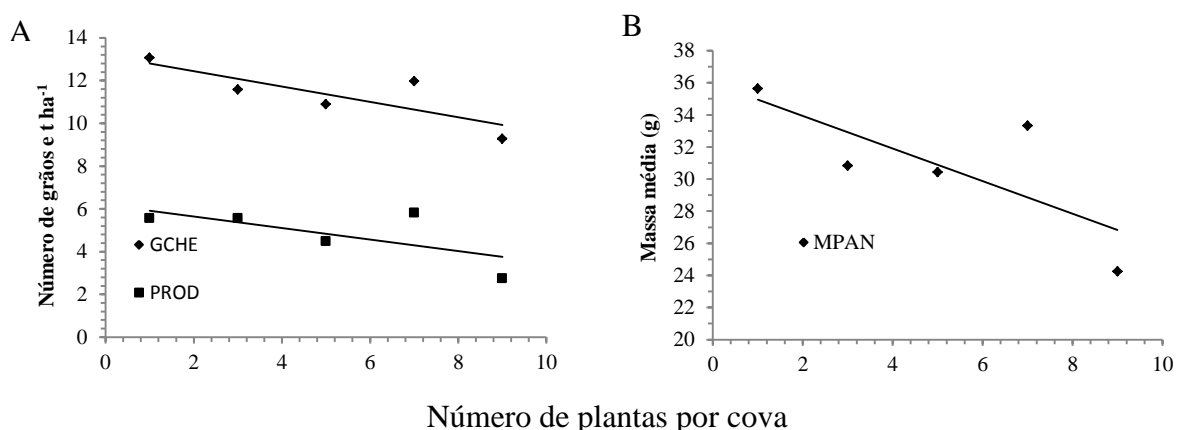 A
Número de grãos e t ha-1
14
12
10
8
6
4
2
0
GCHE
PROD
0 2 4 6 8 10
B
Massa média (g)
38
36
34
32
30
28
26
24
22
20
MPAN
0 2 4 6 8 10
Número de plantas por cova